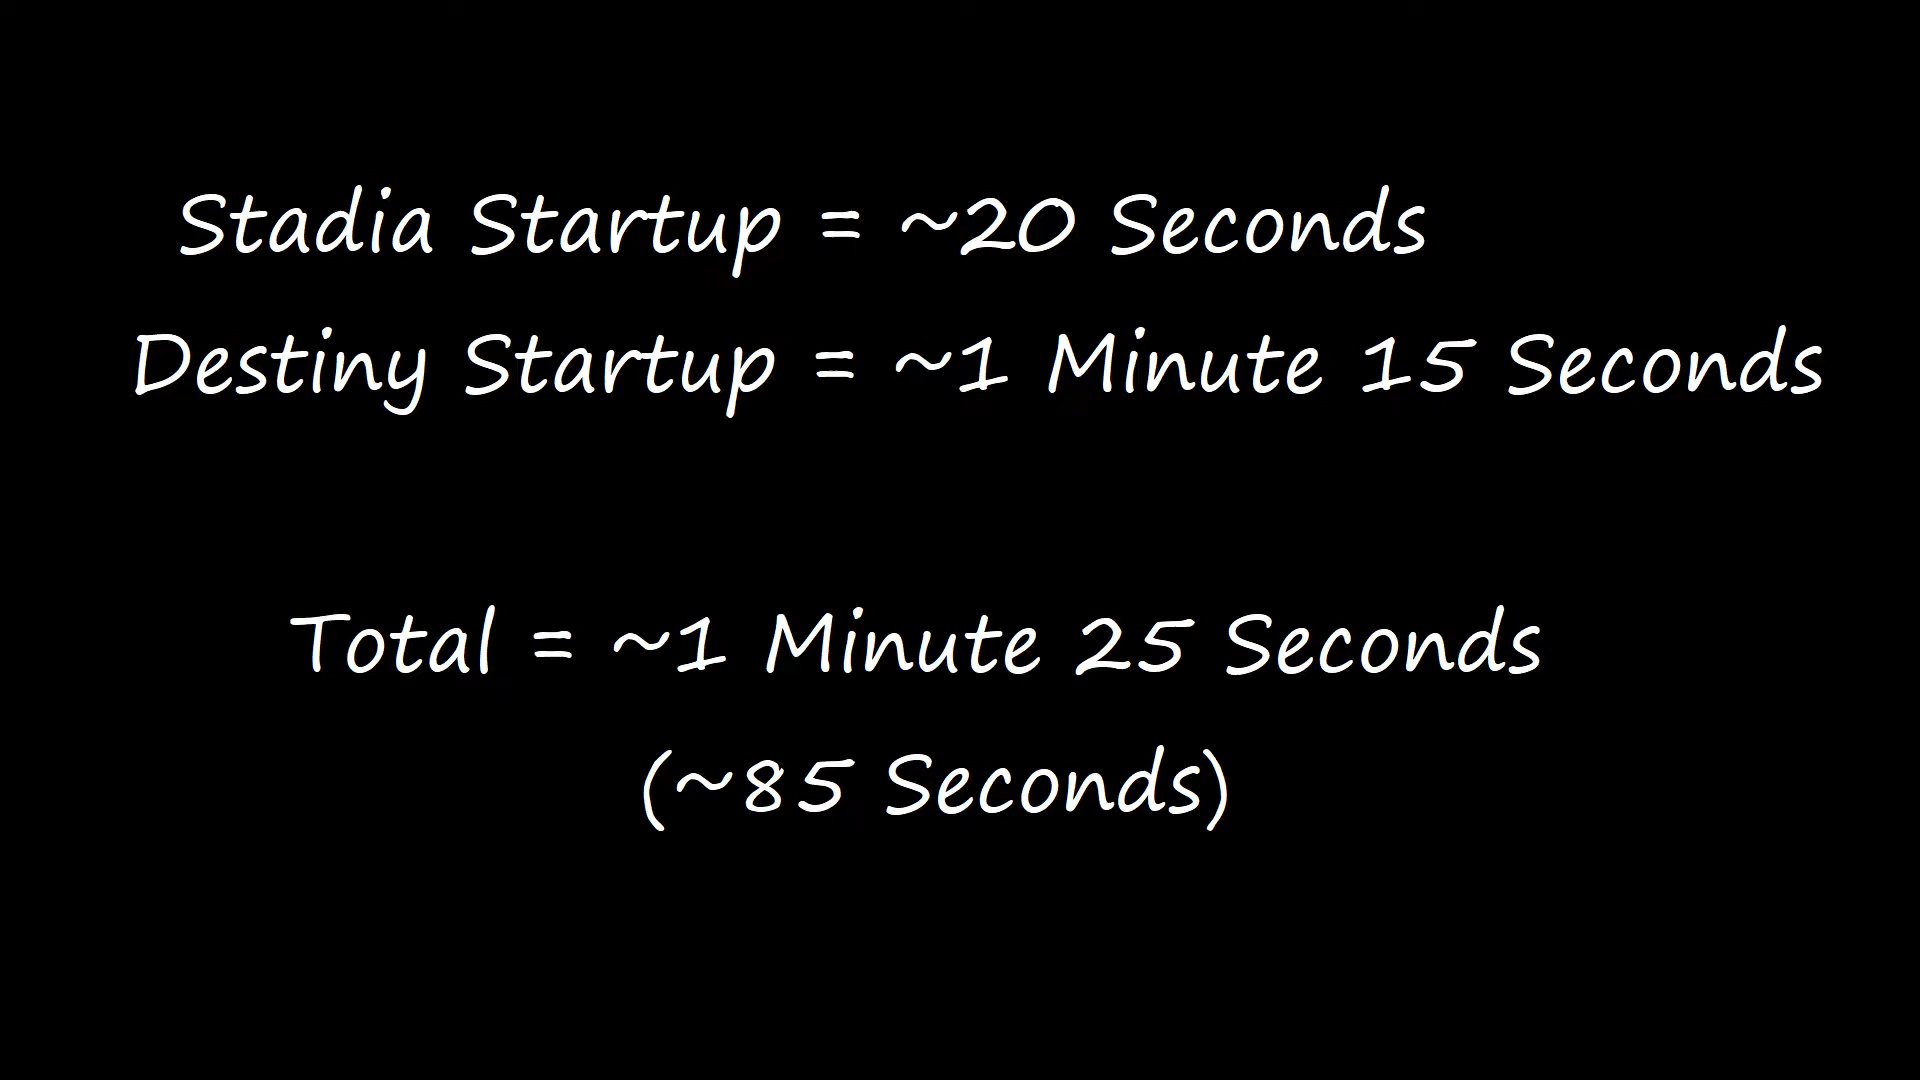 Stadia Startup = ~20 Seconds
Destiny Startup = ~1 Minute 15 Seconds
Total = ~1 Minute 25 Seconds
(~85 Seconds)